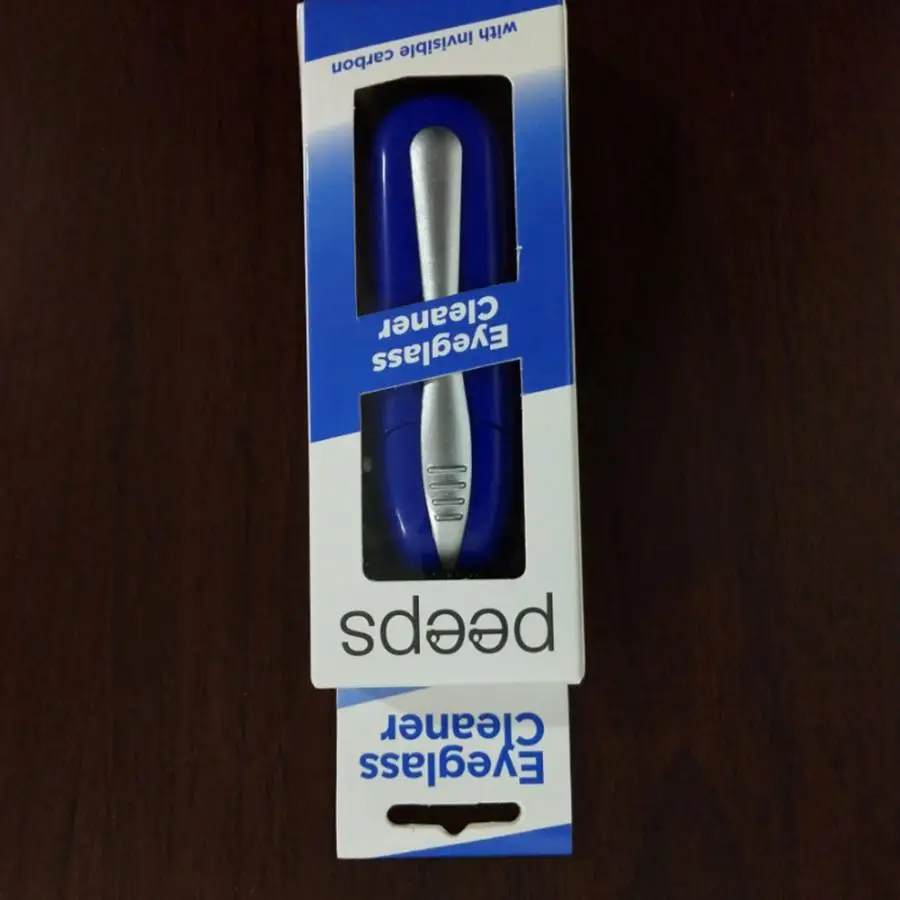 Eyeglass
Cleaner
peeps
Eyeglass
Cleaner
with invisible carbon